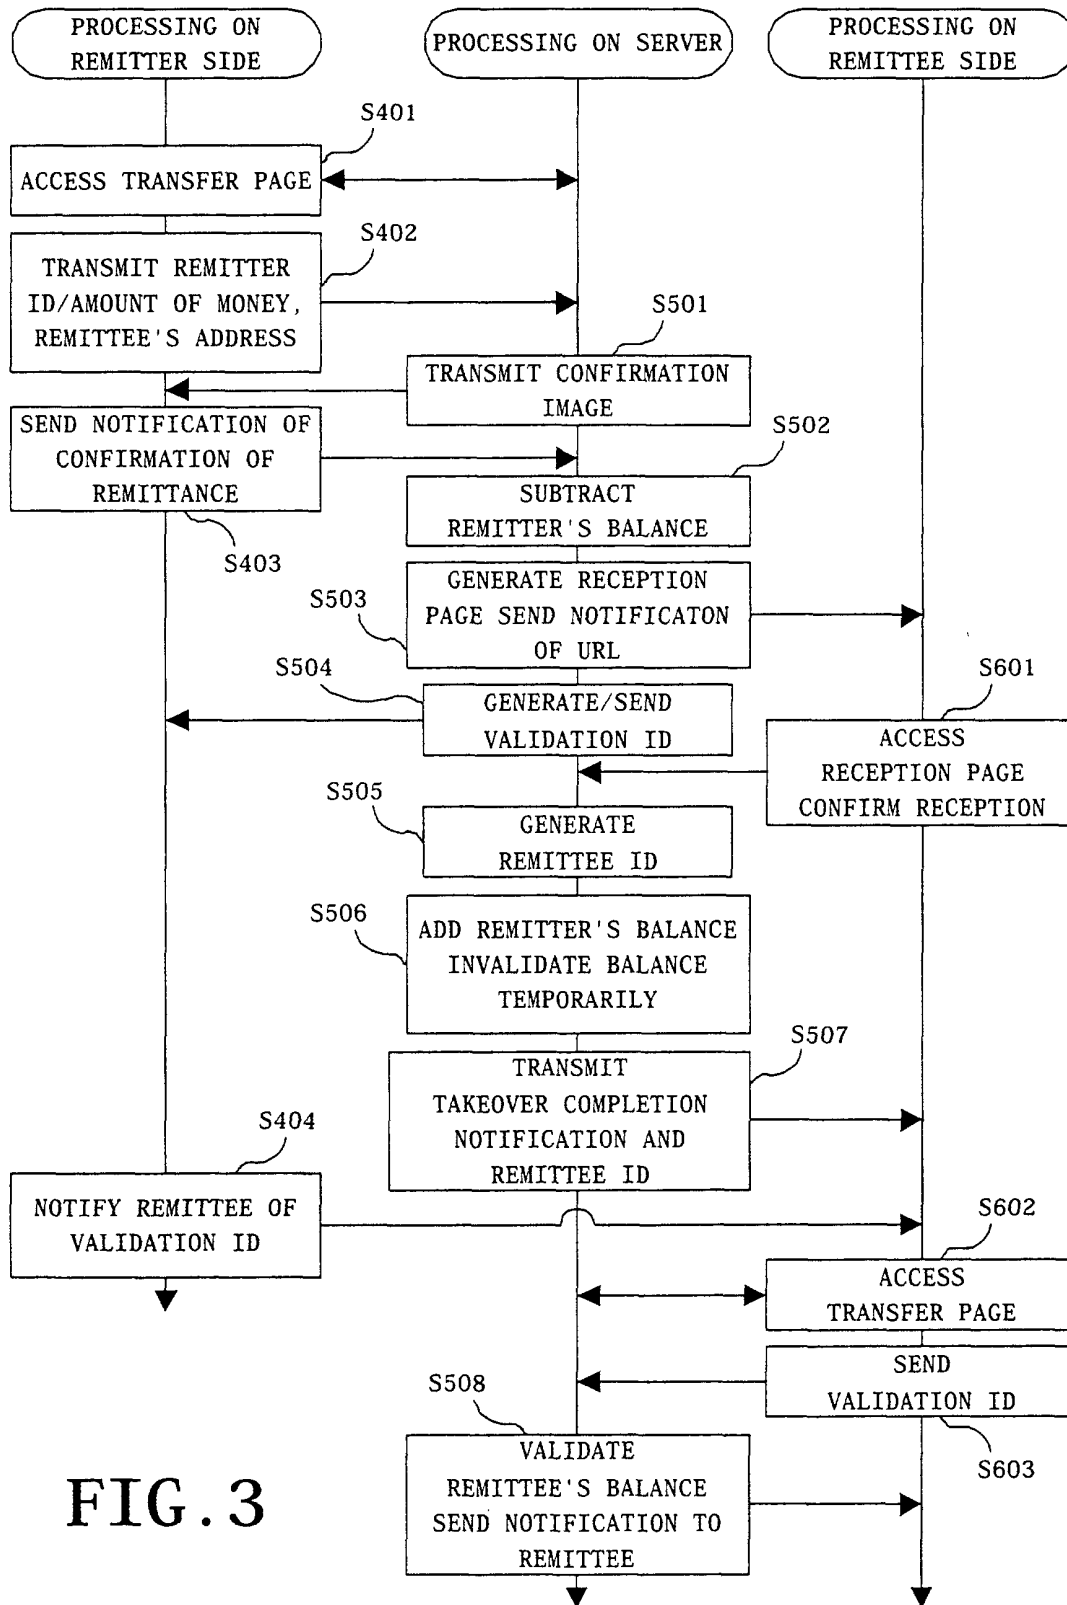 PROCESSING ON
REMITTER SIDE
PROCESSING ON SERVER
PROCESSING ON
REMITTEE SIDE
S401
ACCESS TRANSFER PAGE
S402
TRANSMIT REMITTER
ID/AMOUNT OF MONEY,
REMITTEE'S ADDRESS
S501
TRANSMIT CONFIRMATION
IMAGE
SEND NOTIFICATION OF
CONFIRMATION OF
REMITTANCE
S403
S502
SUBTRACT
REMITTER'S BALANCE
S503
GENERATE RECEPTION
PAGE SEND NOTIFICATON
OF URL
S504
GENERATE/SEND
VALIDATION ID
S601
ACCESS
RECEPTION PAGE
CONFIRM RECEPTION
S505
GENERATE
REMITTEE ID
S506
ADD REMITTER'S BALANCE
INVALIDATE BALANCE
TEMPORARILY
S507
TRANSMIT
TAKEOVER COMPLETION
NOTIFICATION AND
REMITTEE ID
S404
NOTIFY REMITTEE OF
VALIDATION ID
S602
ACCESS
TRANSFER PAGE
SEND
VALIDATION ID
S603
S508
VALIDATE
REMITTEE'S BALANCE
SEND NOTIFICATION TO
REMITTEE
FIG. 3